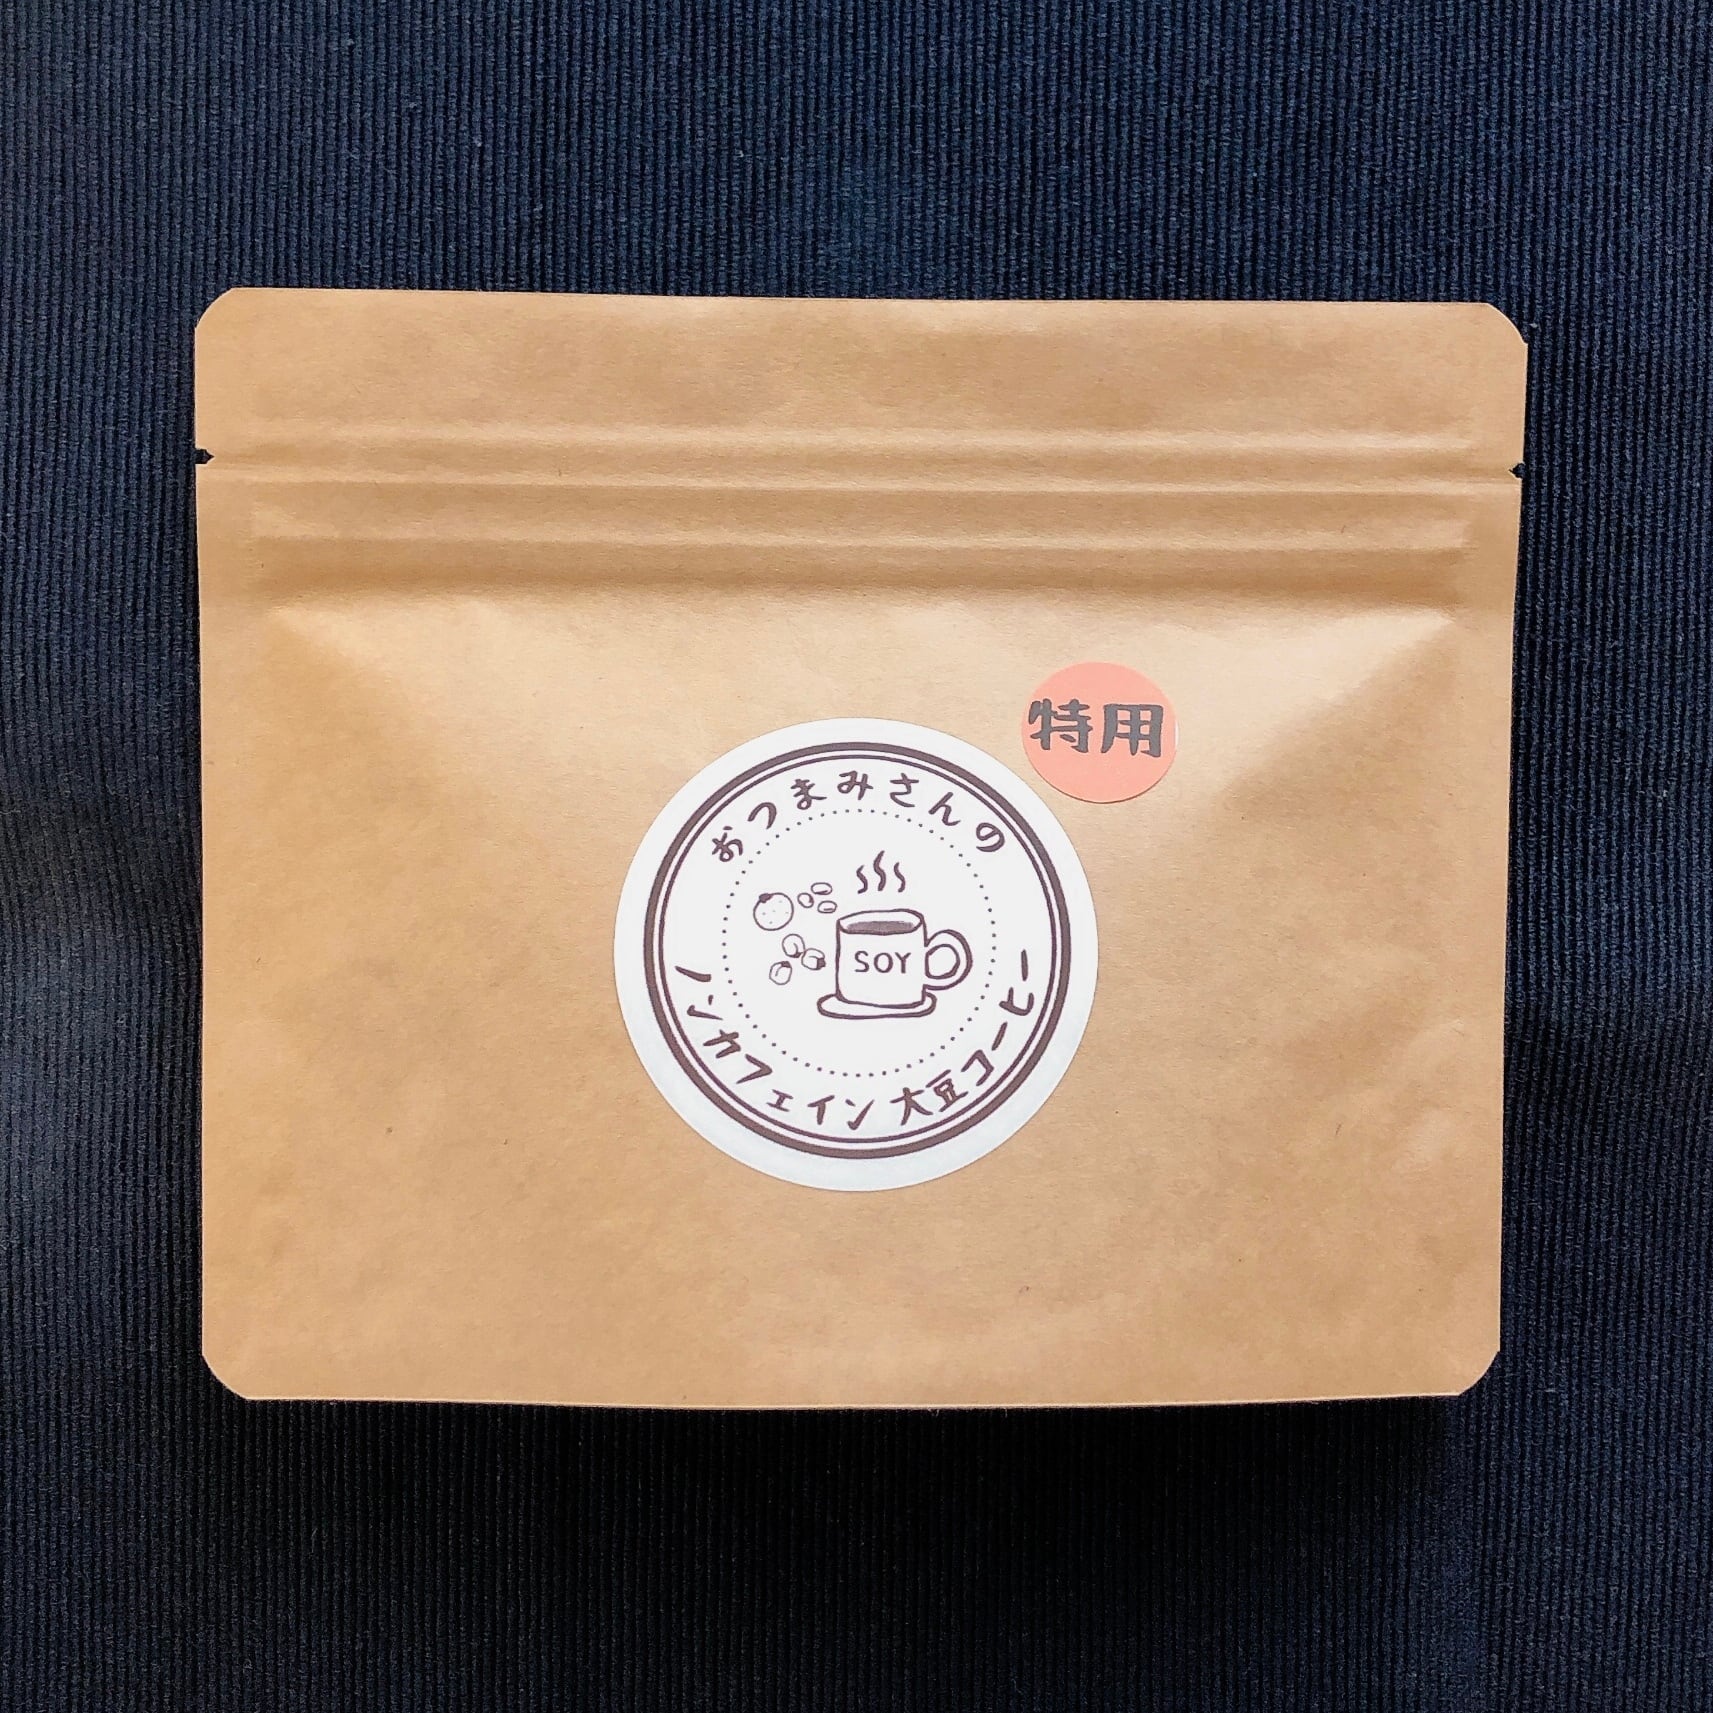 特用
おつまみさんの
SOY
ノンカフェイン大豆コーヒー